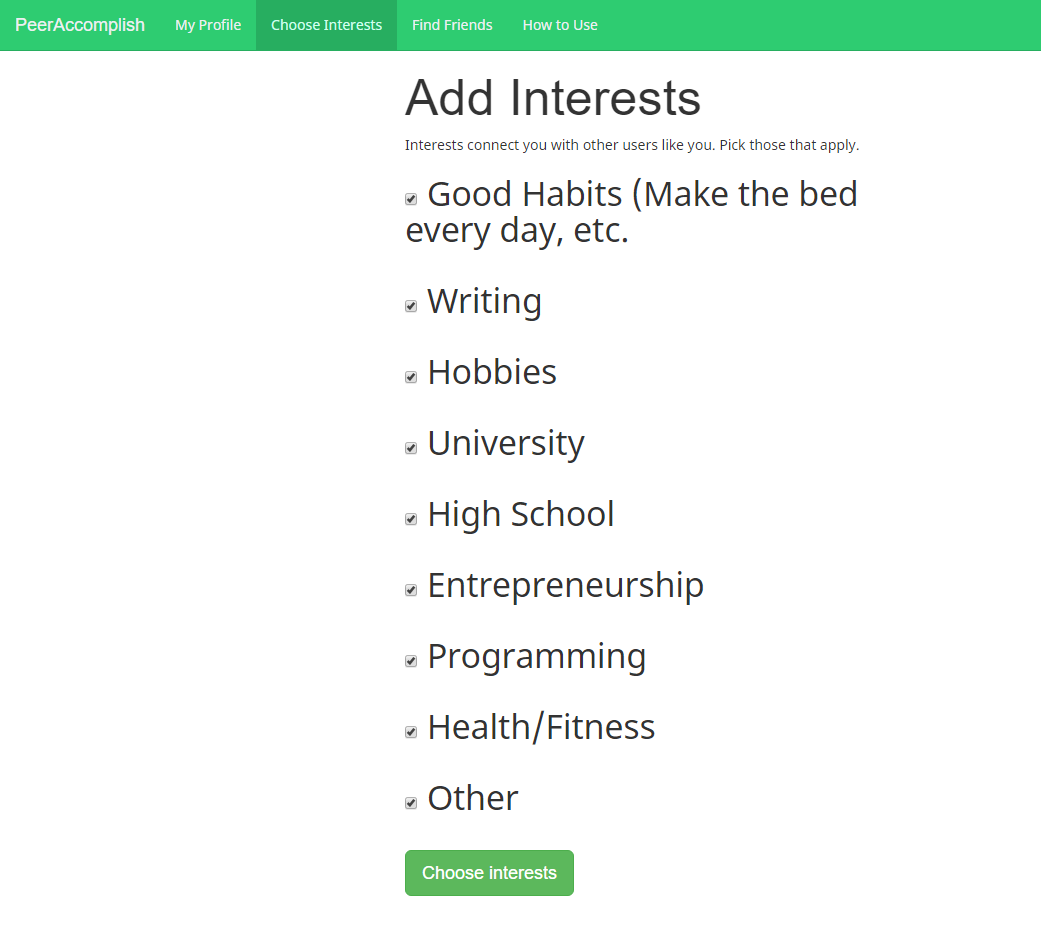 PeerAccomplish My Profile Choose Interests Find Friends How to Use
Add Interests
Interests connect you with other users like you. Pick those that apply.
Good Habits (Make the bed
every day, etc.
Writing
Hobbies
University
High School
Entrepreneurship
Programming
Health/Fitness
Other
Choose interests